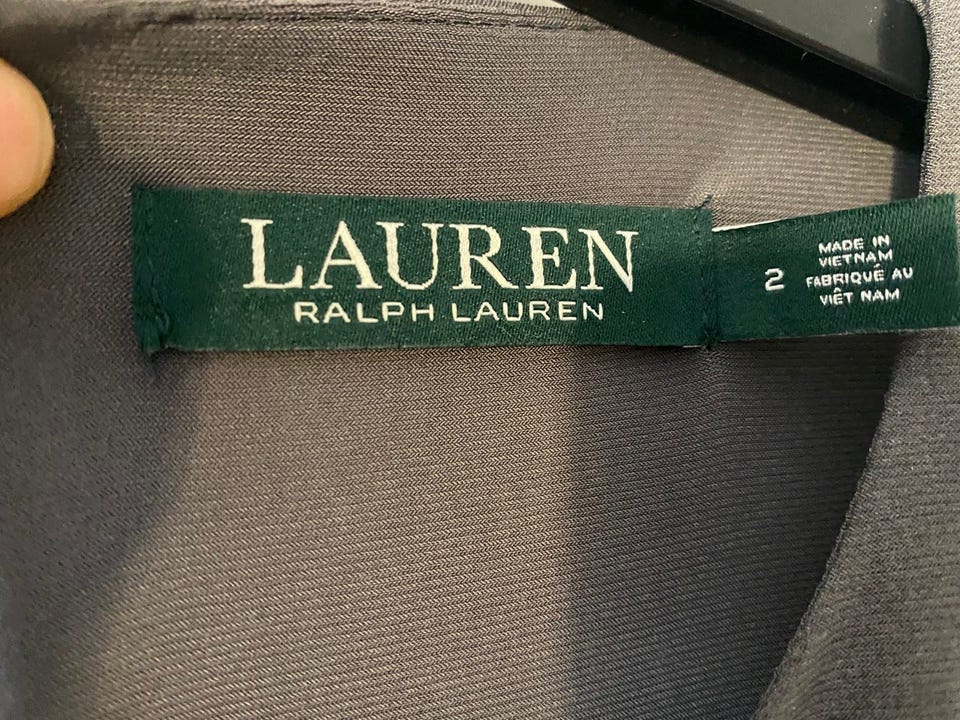 LAUREN
RALPH LAUREN
2
MADE IN
VIETNAM
FABRIQUÉ AU
VIÊT NAM